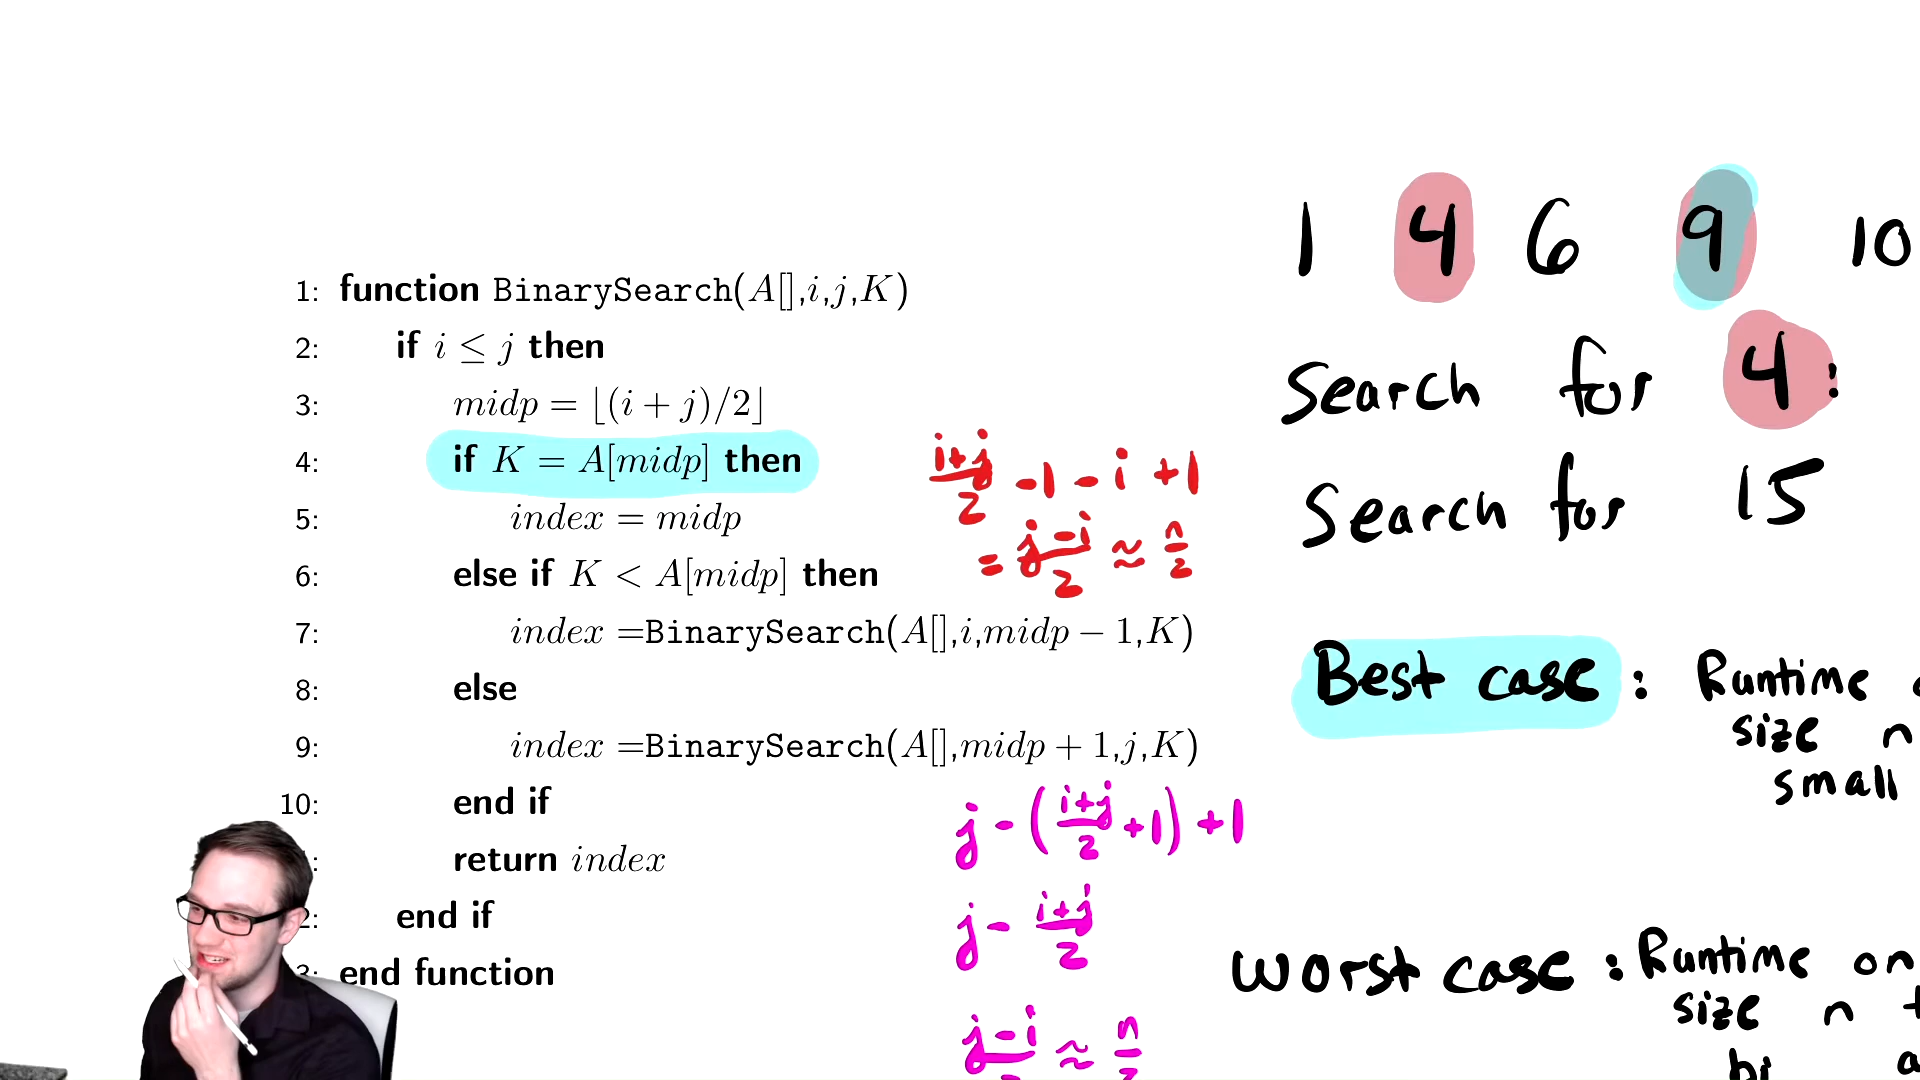 1: function BinarySearch(A[],i,j,K)
2: if i ≤ j then
3: midp = ⌊(i + j)/2⌋
4: if K = A[midp] then
5: index = midp
6: else if K < A[midp] then
7: index =BinarySearch(A[],i,midp − 1,K)
8: else
9: index =BinarySearch(A[],midp + 1,j,K)
10: end if
: return index
2: end if
3: end function
i+j/2 -1 - i +1
= j-i/2 ≈ n/2
j - (i+j/2 +1) +1
j - i+j/2
j-i/2 ≈ n/2
1 4 6 9 10
Search for 4:
Search for 15
Best case: Runtime
size n
small
Worst case: Runtime on
size n